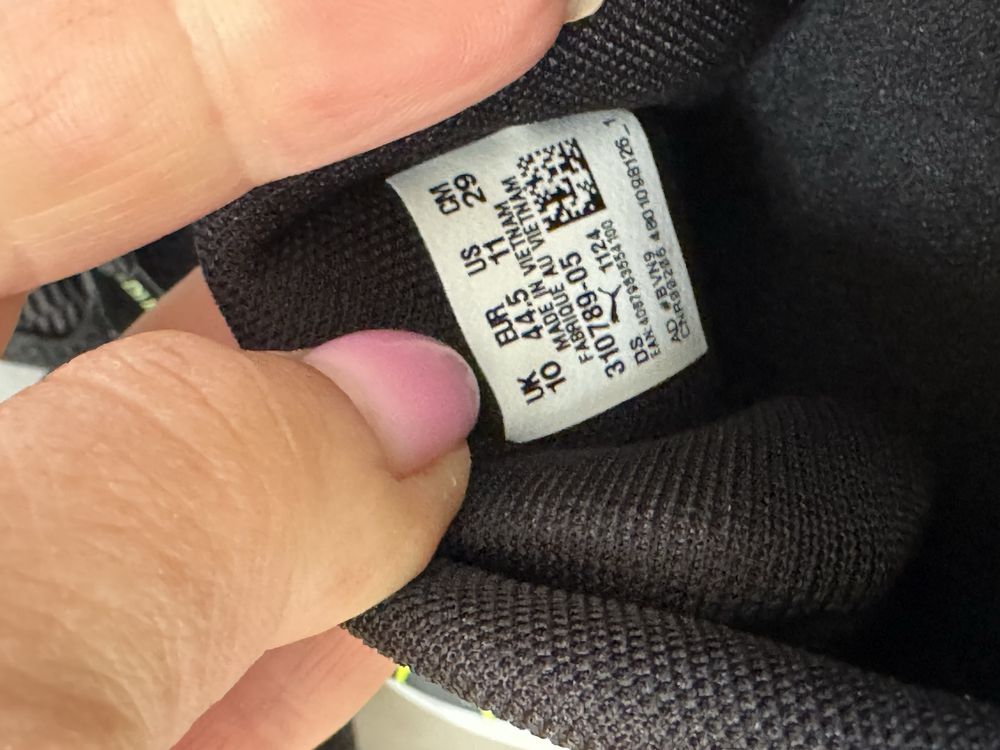 UK EUR US CM
10 44.5 11 29
MADE IN VIETNAM
FABRIQUE AU VIETNAM
310789-05
1124
DS
AD #:BVN9